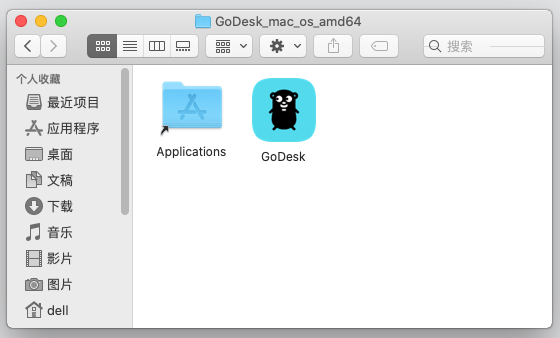 GoDesk_mac_os_amd64
搜索
个人收藏
最近项目
应用程序
桌面
文稿
下载
音乐
影片
图片
dell
Applications
GoDesk